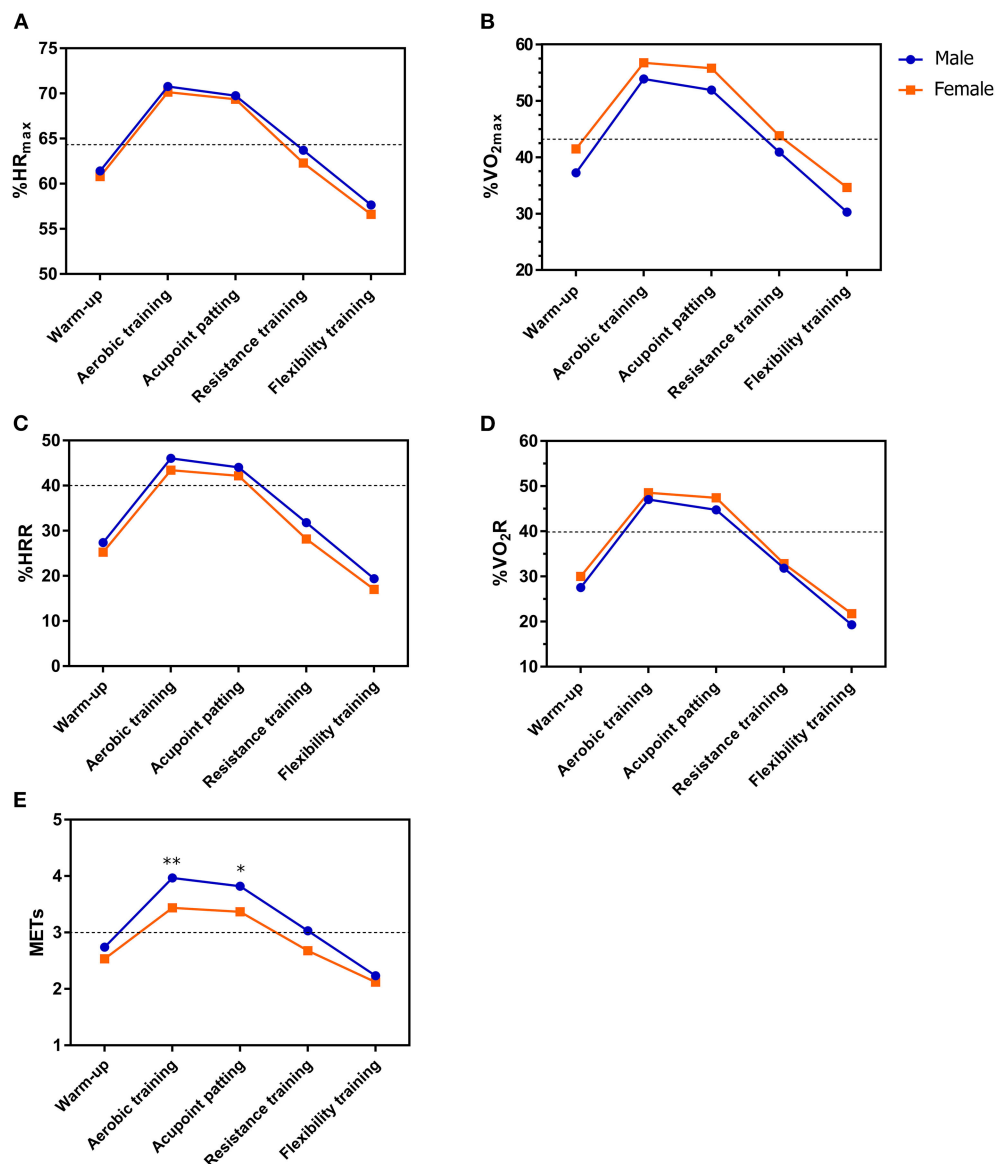 A
75
70
65
60
55
50
%HRmax
Warm-up
Aerobic training
Acupoint patting
Resistance training
Flexibility training
B
60
50
40
30
20
%VO2max
Warm-up
Aerobic training
Acupoint patting
Resistance training
Flexibility training
Male
Female
C
50
40
30
20
10
0
%HRR
Warm-up
Aerobic training
Acupoint patting
Resistance training
Flexibility training
D
60
50
40
30
20
10
%VO2R
Warm-up
Aerobic training
Acupoint patting
Resistance training
Flexibility training
E
5
4
3
2
1
METs
**
*
Warm-up
Aerobic training
Acupoint patting
Resistance training
Flexibility training